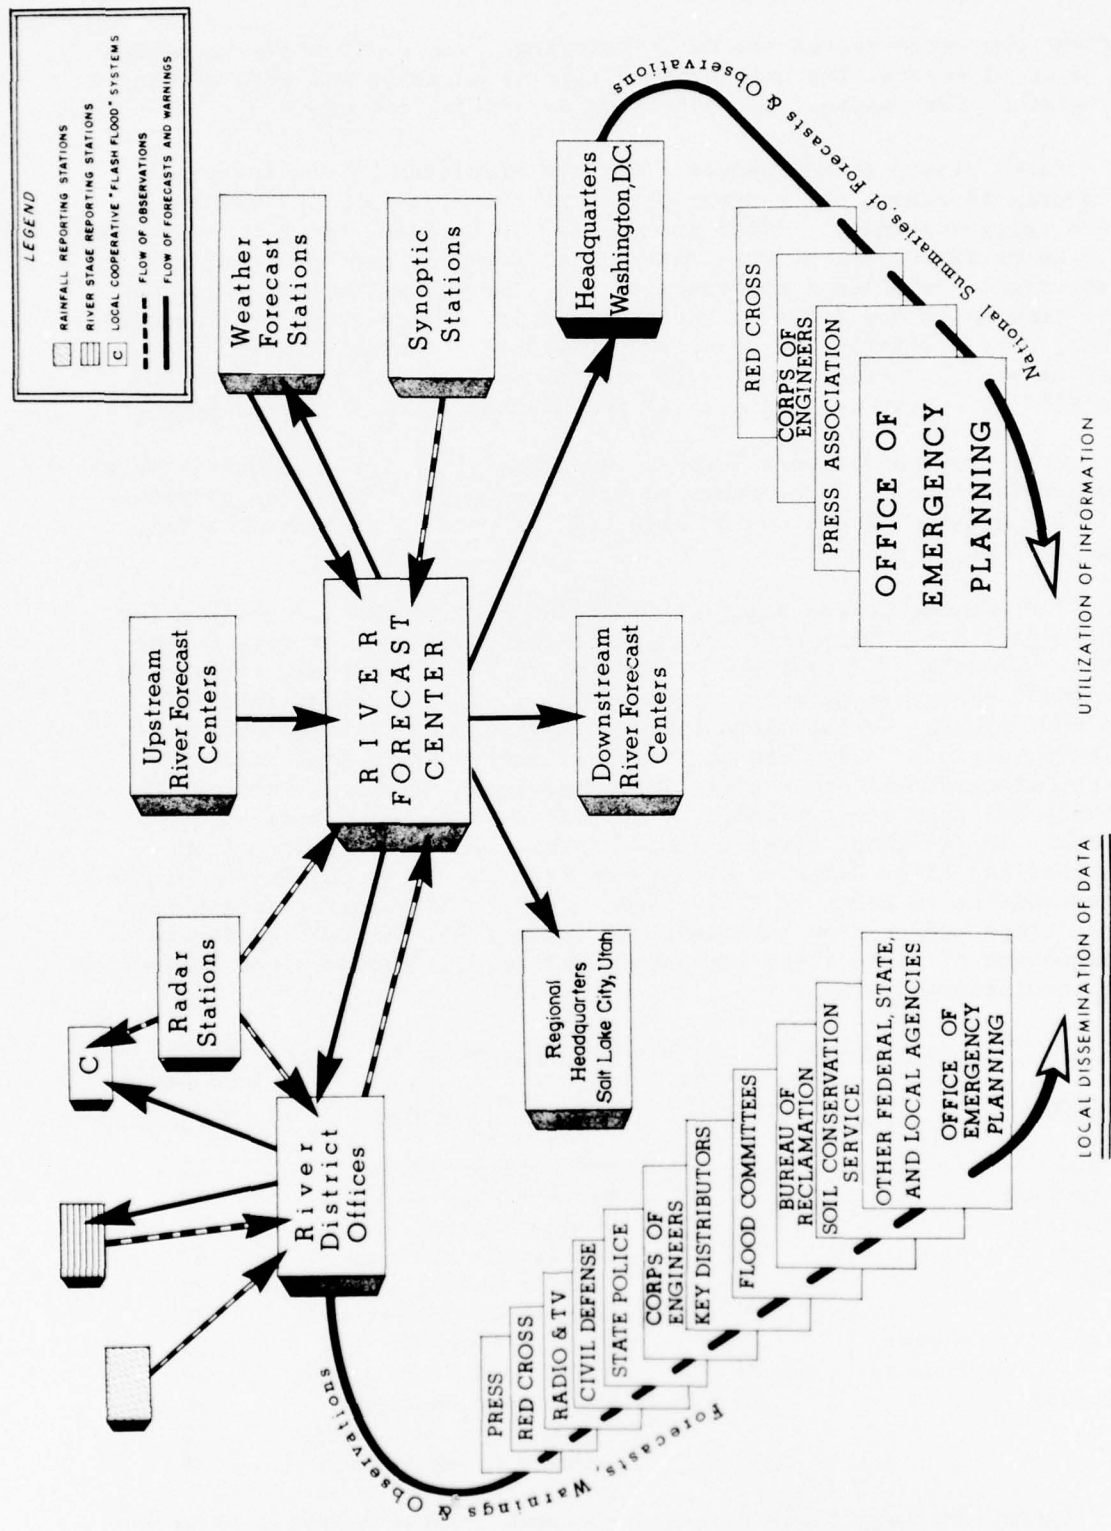 LEGEND
RAINFALL REPORTING STATIONS
RIVER STAGE REPORTING STATIONS
C LOCAL COOPERATIVE "FLASH FLOOD" SYSTEMS
FLOW OF OBSERVATIONS
FLOW OF FORECASTS AND WARNINGS
C
Radar
Stations
Upstream
River Forecast
Centers
Weather
Forecast
Stations
Synoptic
Stations
River
District
Offices
RIVER
FORECAST
CENTER
Regional
Headquarters
Salt Lake City, Utah
Downstream
River Forecast
Centers
Headquarters
Washington, D.C.
Forecasts, Warnings & Observations
PRESS
RED CROSS
RADIO & TV
CIVIL DEFENSE
STATE POLICE
CORPS OF
ENGINEERS
KEY DISTRIBUTORS
FLOOD COMMITTEES
BUREAU OF
RECLAMATION
SOIL CONSERVATION
SERVICE
OTHER FEDERAL, STATE,
AND LOCAL AGENCIES
OFFICE OF
EMERGENCY
PLANNING
National Summaries, of Forecasts & Observations
RED CROSS
CORPS OF
ENGINEERS
PRESS ASSOCIATION
OFFICE OF
EMERGENCY
PLANNING
LOCAL DISSEMINATION OF DATA
UTILIZATION OF INFORMATION